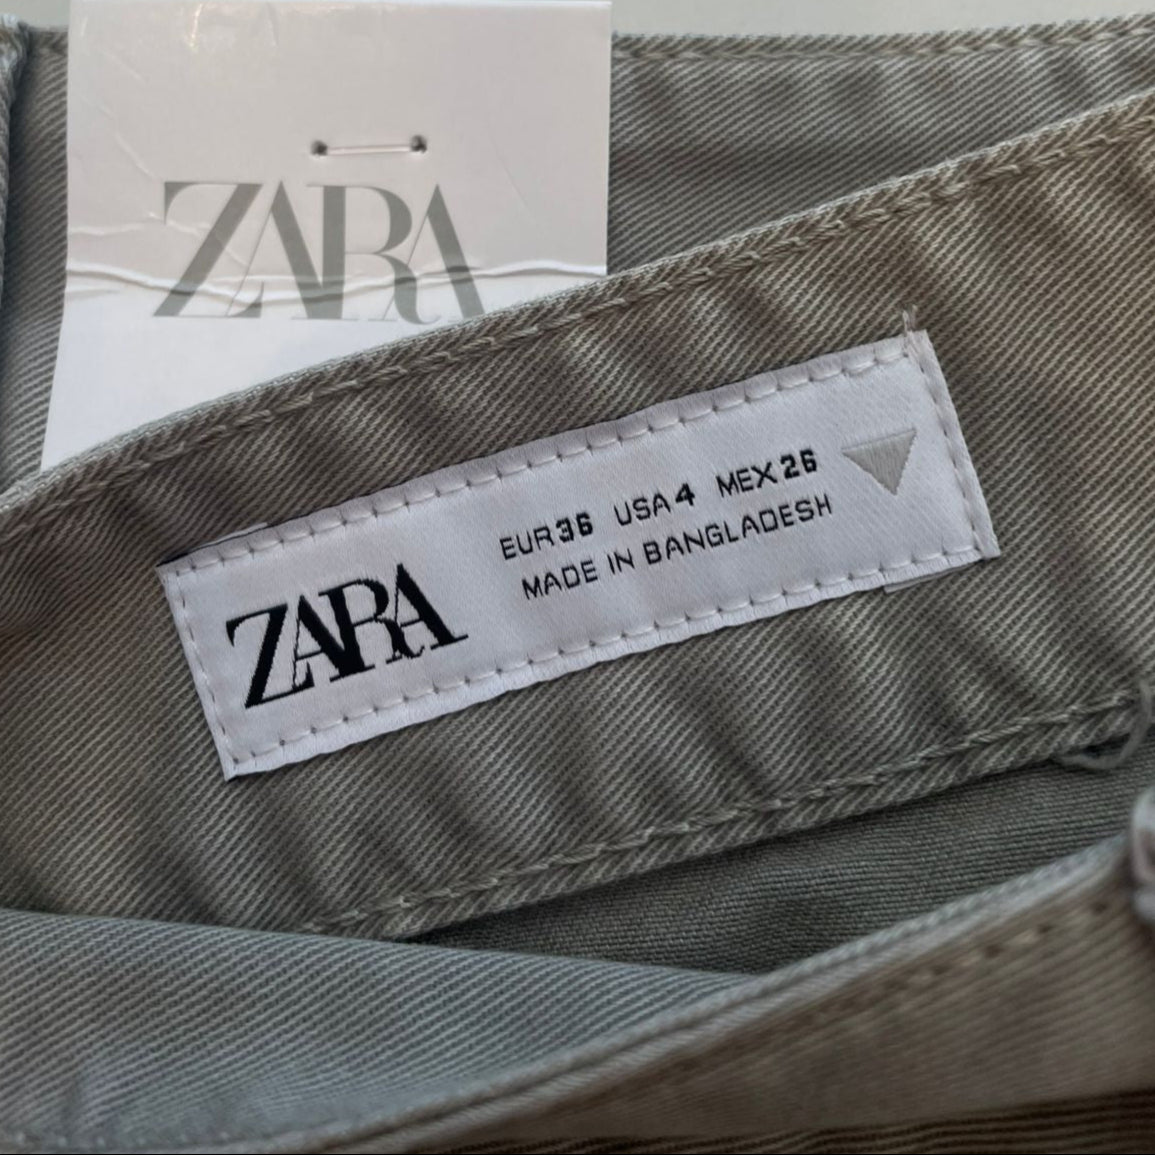 ZARA
ZARA
EUR 36 USA 4 MEX 26
MADE IN BANGLADESH